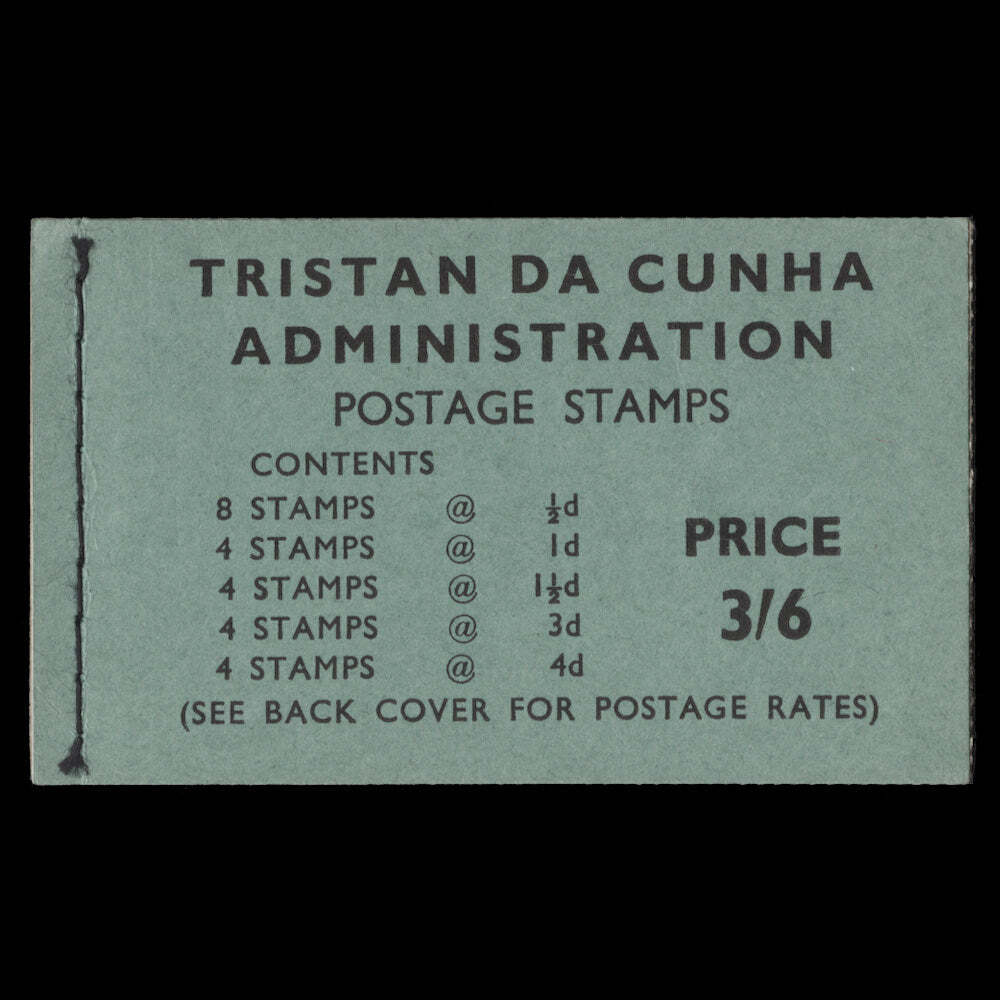 TRISTAN DA CUNHA
ADMINISTRATION
POSTAGE STAMPS
CONTENTS
8 STAMPS @ ½d
4 STAMPS @ 1d
4 STAMPS @ 1½d
4 STAMPS @ 3d
4 STAMPS @ 4d
PRICE
3/6
(SEE BACK COVER FOR POSTAGE RATES)